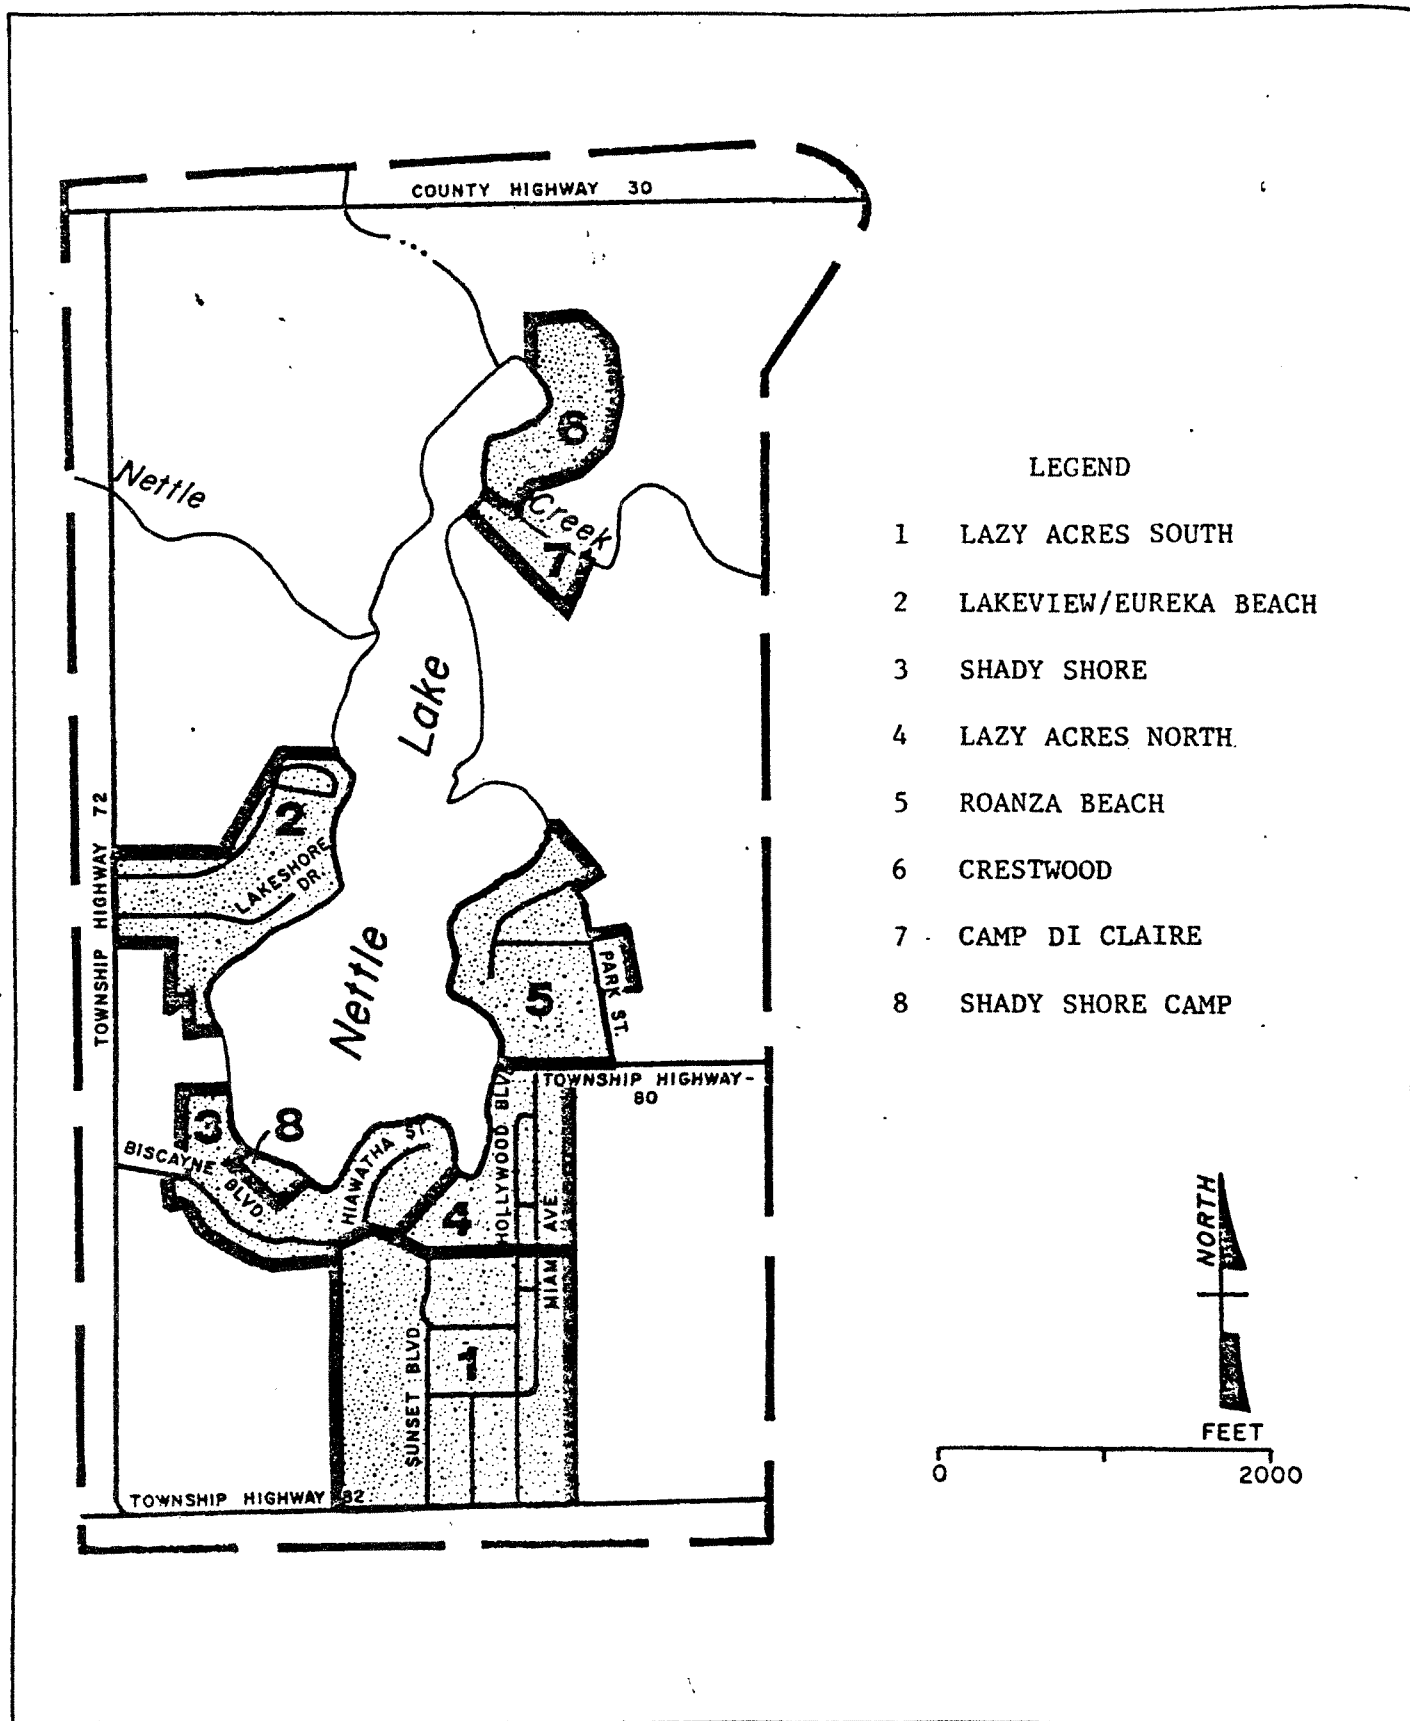 COUNTY HIGHWAY 30
6
Nettle
Creek
7
LEGEND
1 LAZY ACRES SOUTH
2 LAKEVIEW/EUREKA BEACH
3 SHADY SHORE
4 LAZY ACRES NORTH
5 ROANZA BEACH
6 CRESTWOOD
7 CAMP DI CLAIRE
8 SHADY SHORE CAMP
Lake
Nettle
2
LAKESHORE
DR.
TOWNSHIP HIGHWAY 72
5
PARK ST.
TOWNSHIP HIGHWAY-
80
HOLLYWOOD BLVD
3
8
BISCAYNE BLVD.
HIAWATHA ST
4
MIAMI AVE
1
SUNSET BLVD.
TOWNSHIP HIGHWAY 82
NORTH
FEET
0 2000